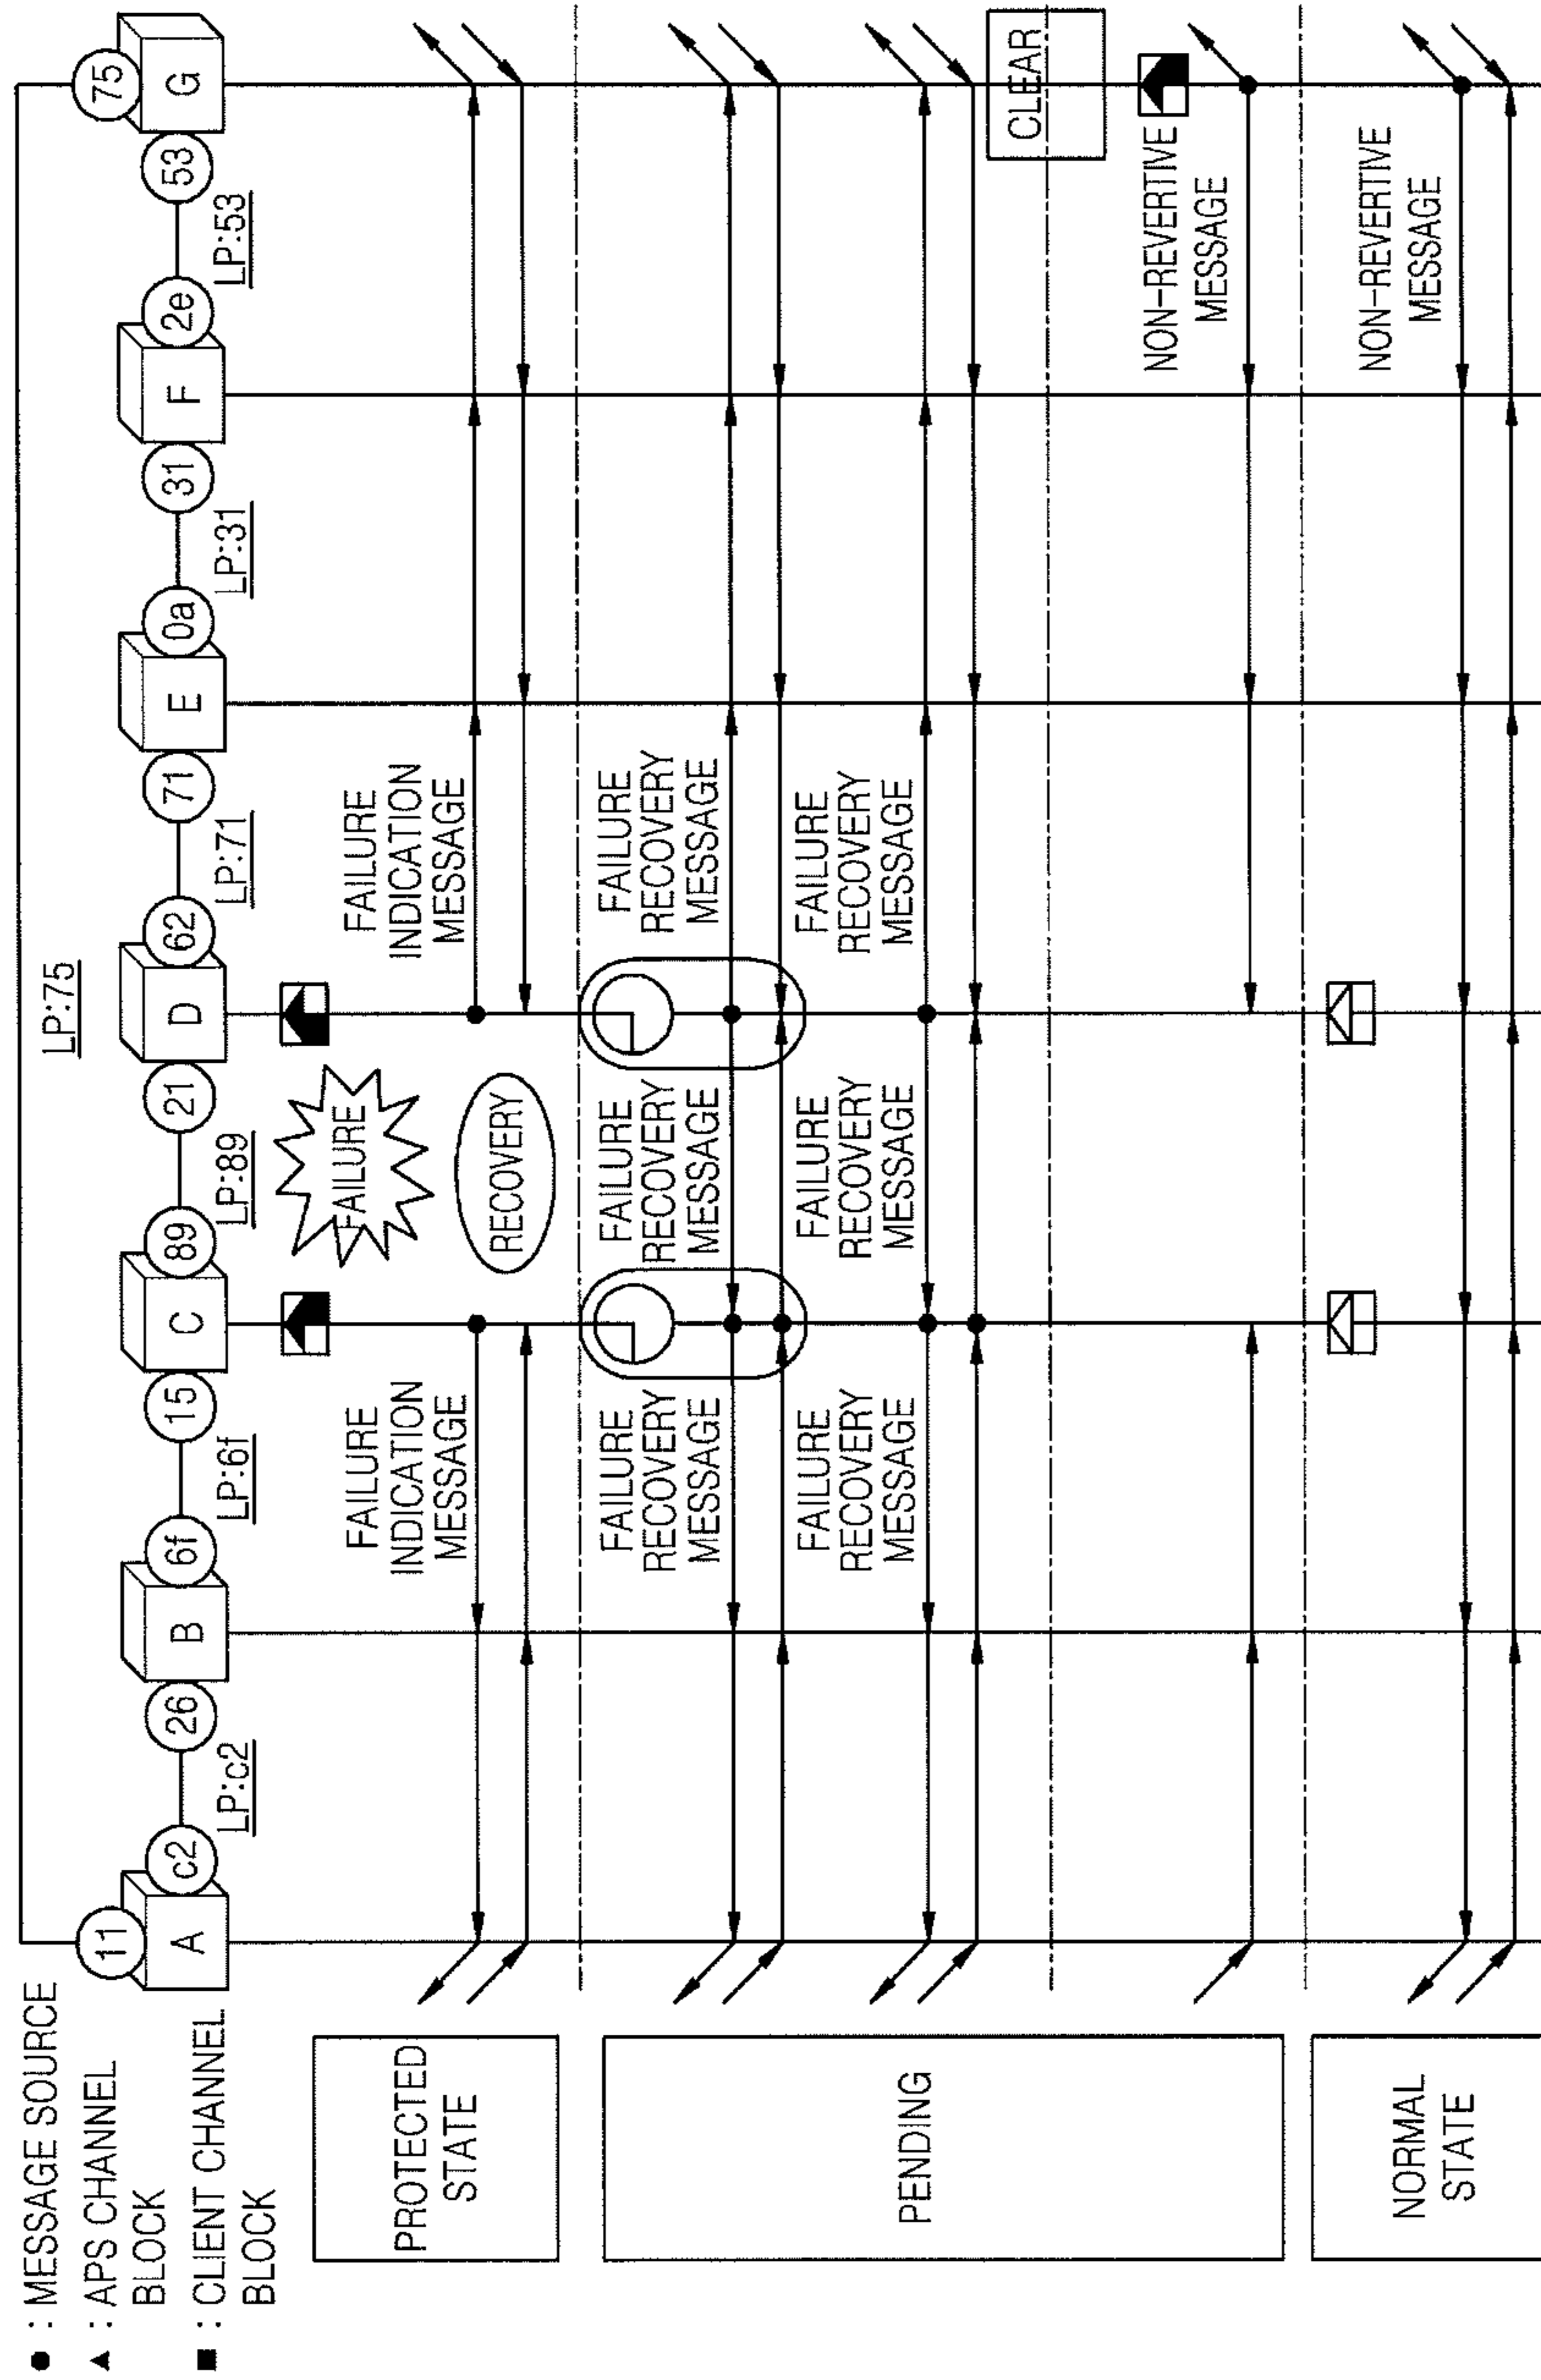 ● : MESSAGE SOURCE
▲ : APS CHANNEL
BLOCK
■ : CLIENT CHANNEL
BLOCK
LP:75
11
A
c2
26
B
6f
15
C
89
21
D
62
71
E
0a
31
F
2e
53
G
75
LP:c2
LP:6f
LP:89
LP:71
LP:31
LP:53
PROTECTED
STATE
FAILURE
INDICATION
MESSAGE
FAILURE
RECOVERY
FAILURE
INDICATION
MESSAGE
PENDING
FAILURE
RECOVERY
MESSAGE
FAILURE
RECOVERY
MESSAGE
FAILURE
RECOVERY
MESSAGE
FAILURE
RECOVERY
MESSAGE
FAILURE
RECOVERY
MESSAGE
FAILURE
RECOVERY
MESSAGE
CLEAR
NON-REVERTIVE
MESSAGE
NORMAL
STATE
NON-REVERTIVE
MESSAGE